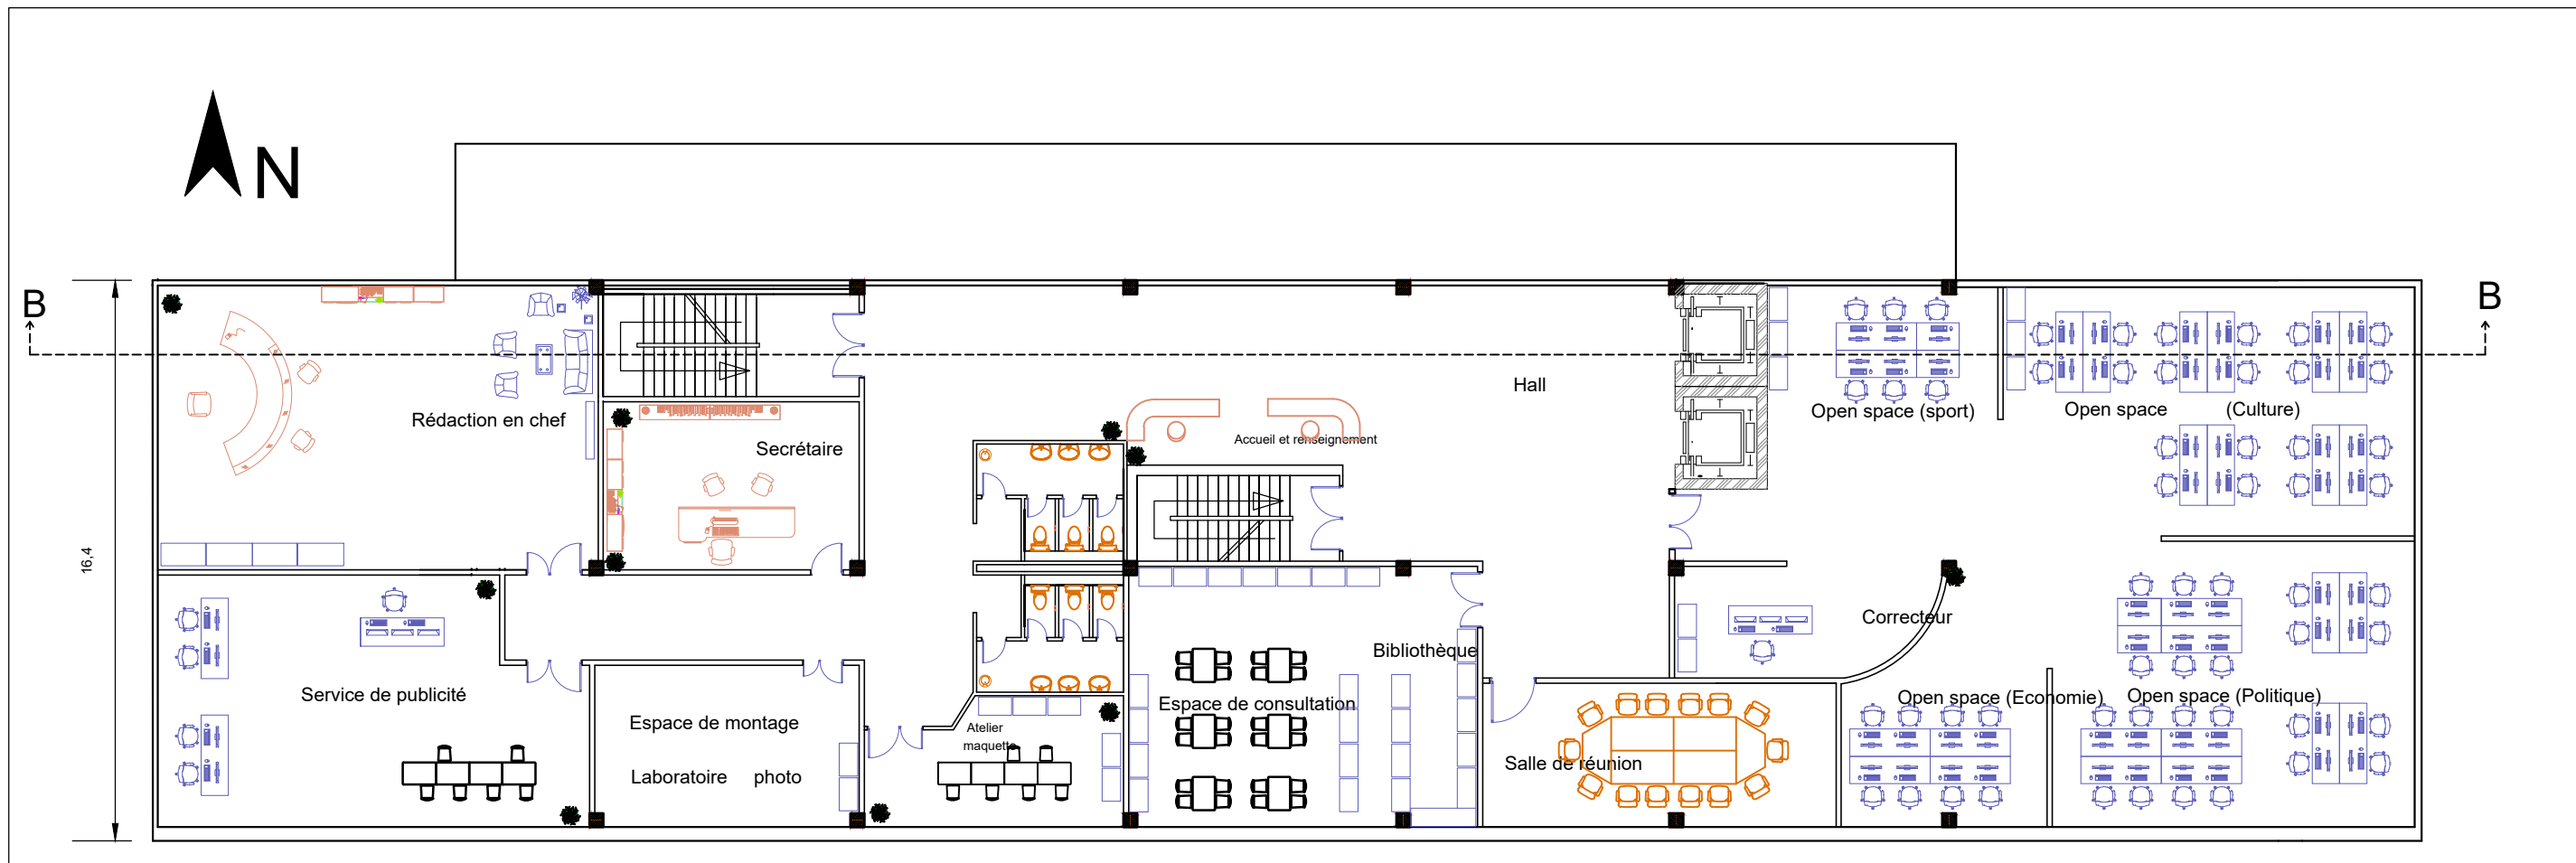 N
B
B
Hall
Rédaction en chef
Open space (sport)
Open space (Culture)
Accueil et renseignement
Secrétaire
16,4
Correcteur
Bibliothèque
Service de publicité
Open space (Economie)
Open space (Politique)
Espace de consultation
Espace de montage
Atelier
maquette
Salle de réunion
Laboratoire photo